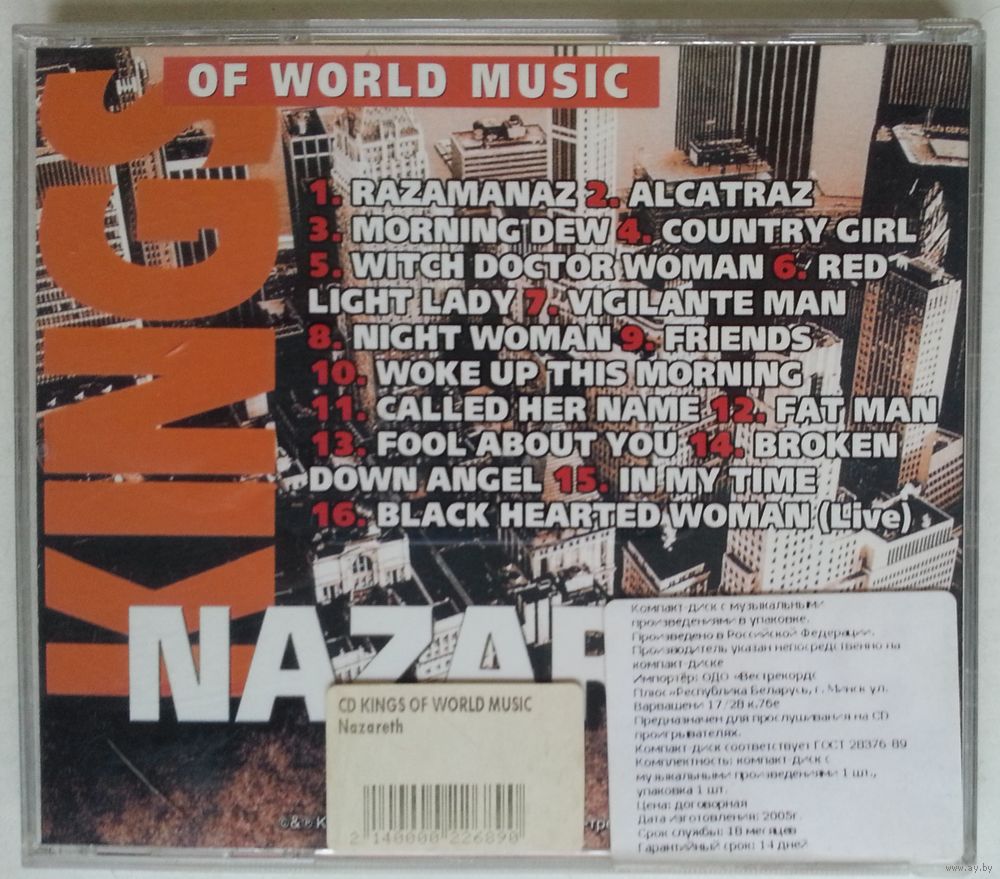 OF WORLD MUSIC
KINGS
1. RAZAMANAZ 2. ALCATRAZ
3. MORNING DEW 4. COUNTRY GIRL
5. WITCH DOCTOR WOMAN 6. RED
LIGHT LADY 7. VIGILANTE MAN
8. NIGHT WOMAN 9. FRIENDS
10. WOKE UP THIS MORNING
11. CALLED HER NAME 12. FAT MAN
13. FOOL ABOUT YOU 14. BROKEN
DOWN ANGEL 15. IN MY TIME
16. BLACK HEARTED WOMAN (Live)
NAZAR
CD KINGS OF WORLD MUSIC
Nazareth
2 140000 226890
Компакт-диск с музыкальными
произведениями в упаковке.
Произведено в Российской Федерации.
Производитель указан непосредственно на
компакт-диске
Импортёр: ОДО «Вестрекордс
Плюс»Республика Беларусь, г. Минск ул.
Варвашени 17/2В к.76е
Предназначен для прослушивания на CD
проигрывателях.
Компакт диск соответствует ГОСТ 28376-89
Комплектность: компакт-диск с
музыкальными произведениями 1 шт.,
упаковка 1 шт.
Цена: договорная
Дата изготовления: 2005г.
Срок службы: 18 месяцев
Гарантийный срок: 14 дней
www.ay.by